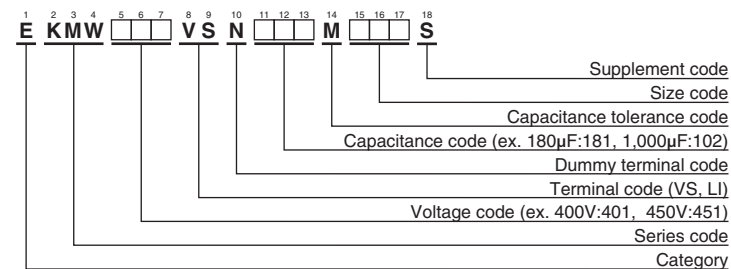 1 2 3 4 5 6 7 8 9 10 11 12 13 14 15 16 17 18
E KMW □□□ VS N □□□ M □□□ S
Supplement code
Size code
Capacitance tolerance code
Capacitance code (ex. 180µF:181, 1,000µF:102)
Dummy terminal code
Terminal code (VS, LI)
Voltage code (ex. 400V:401, 450V:451)
Series code
Category